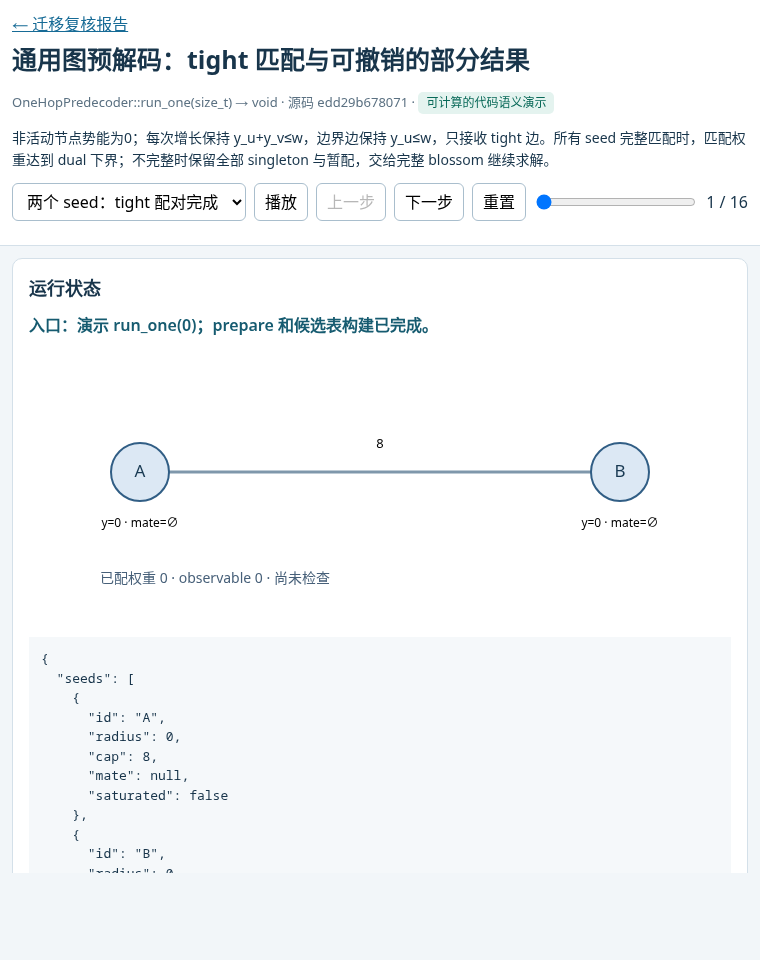 ← 迁移复核报告
通用图预解码：tight 匹配与可撤销的部分结果
OneHopPredecoder::run_one(size_t) → void · 源码 edd29b678071 · 可计算的代码语义演示
非活动节点势能为0；每次增长保持 y_u+y_v≤w，边界边保持 y_u≤w，只接收 tight 边。所有 seed 完整匹配时，匹配权
重达到 dual 下界；不完整时保留全部 singleton 与暂配，交给完整 blossom 继续求解。
两个 seed：tight 配对完成 播放 上一步 下一步 重置 1 / 16
运行状态
入口：演示 run_one(0)；prepare 和候选表构建已完成。
8
A B
y=0 · mate=∅ y=0 · mate=∅
已配权重 0 · observable 0 · 尚未检查
{
  "seeds": [
    {
      "id": "A",
      "radius": 0,
      "cap": 8,
      "mate": null,
      "saturated": false
    },
    {
      "id": "B",
      "radius": 0